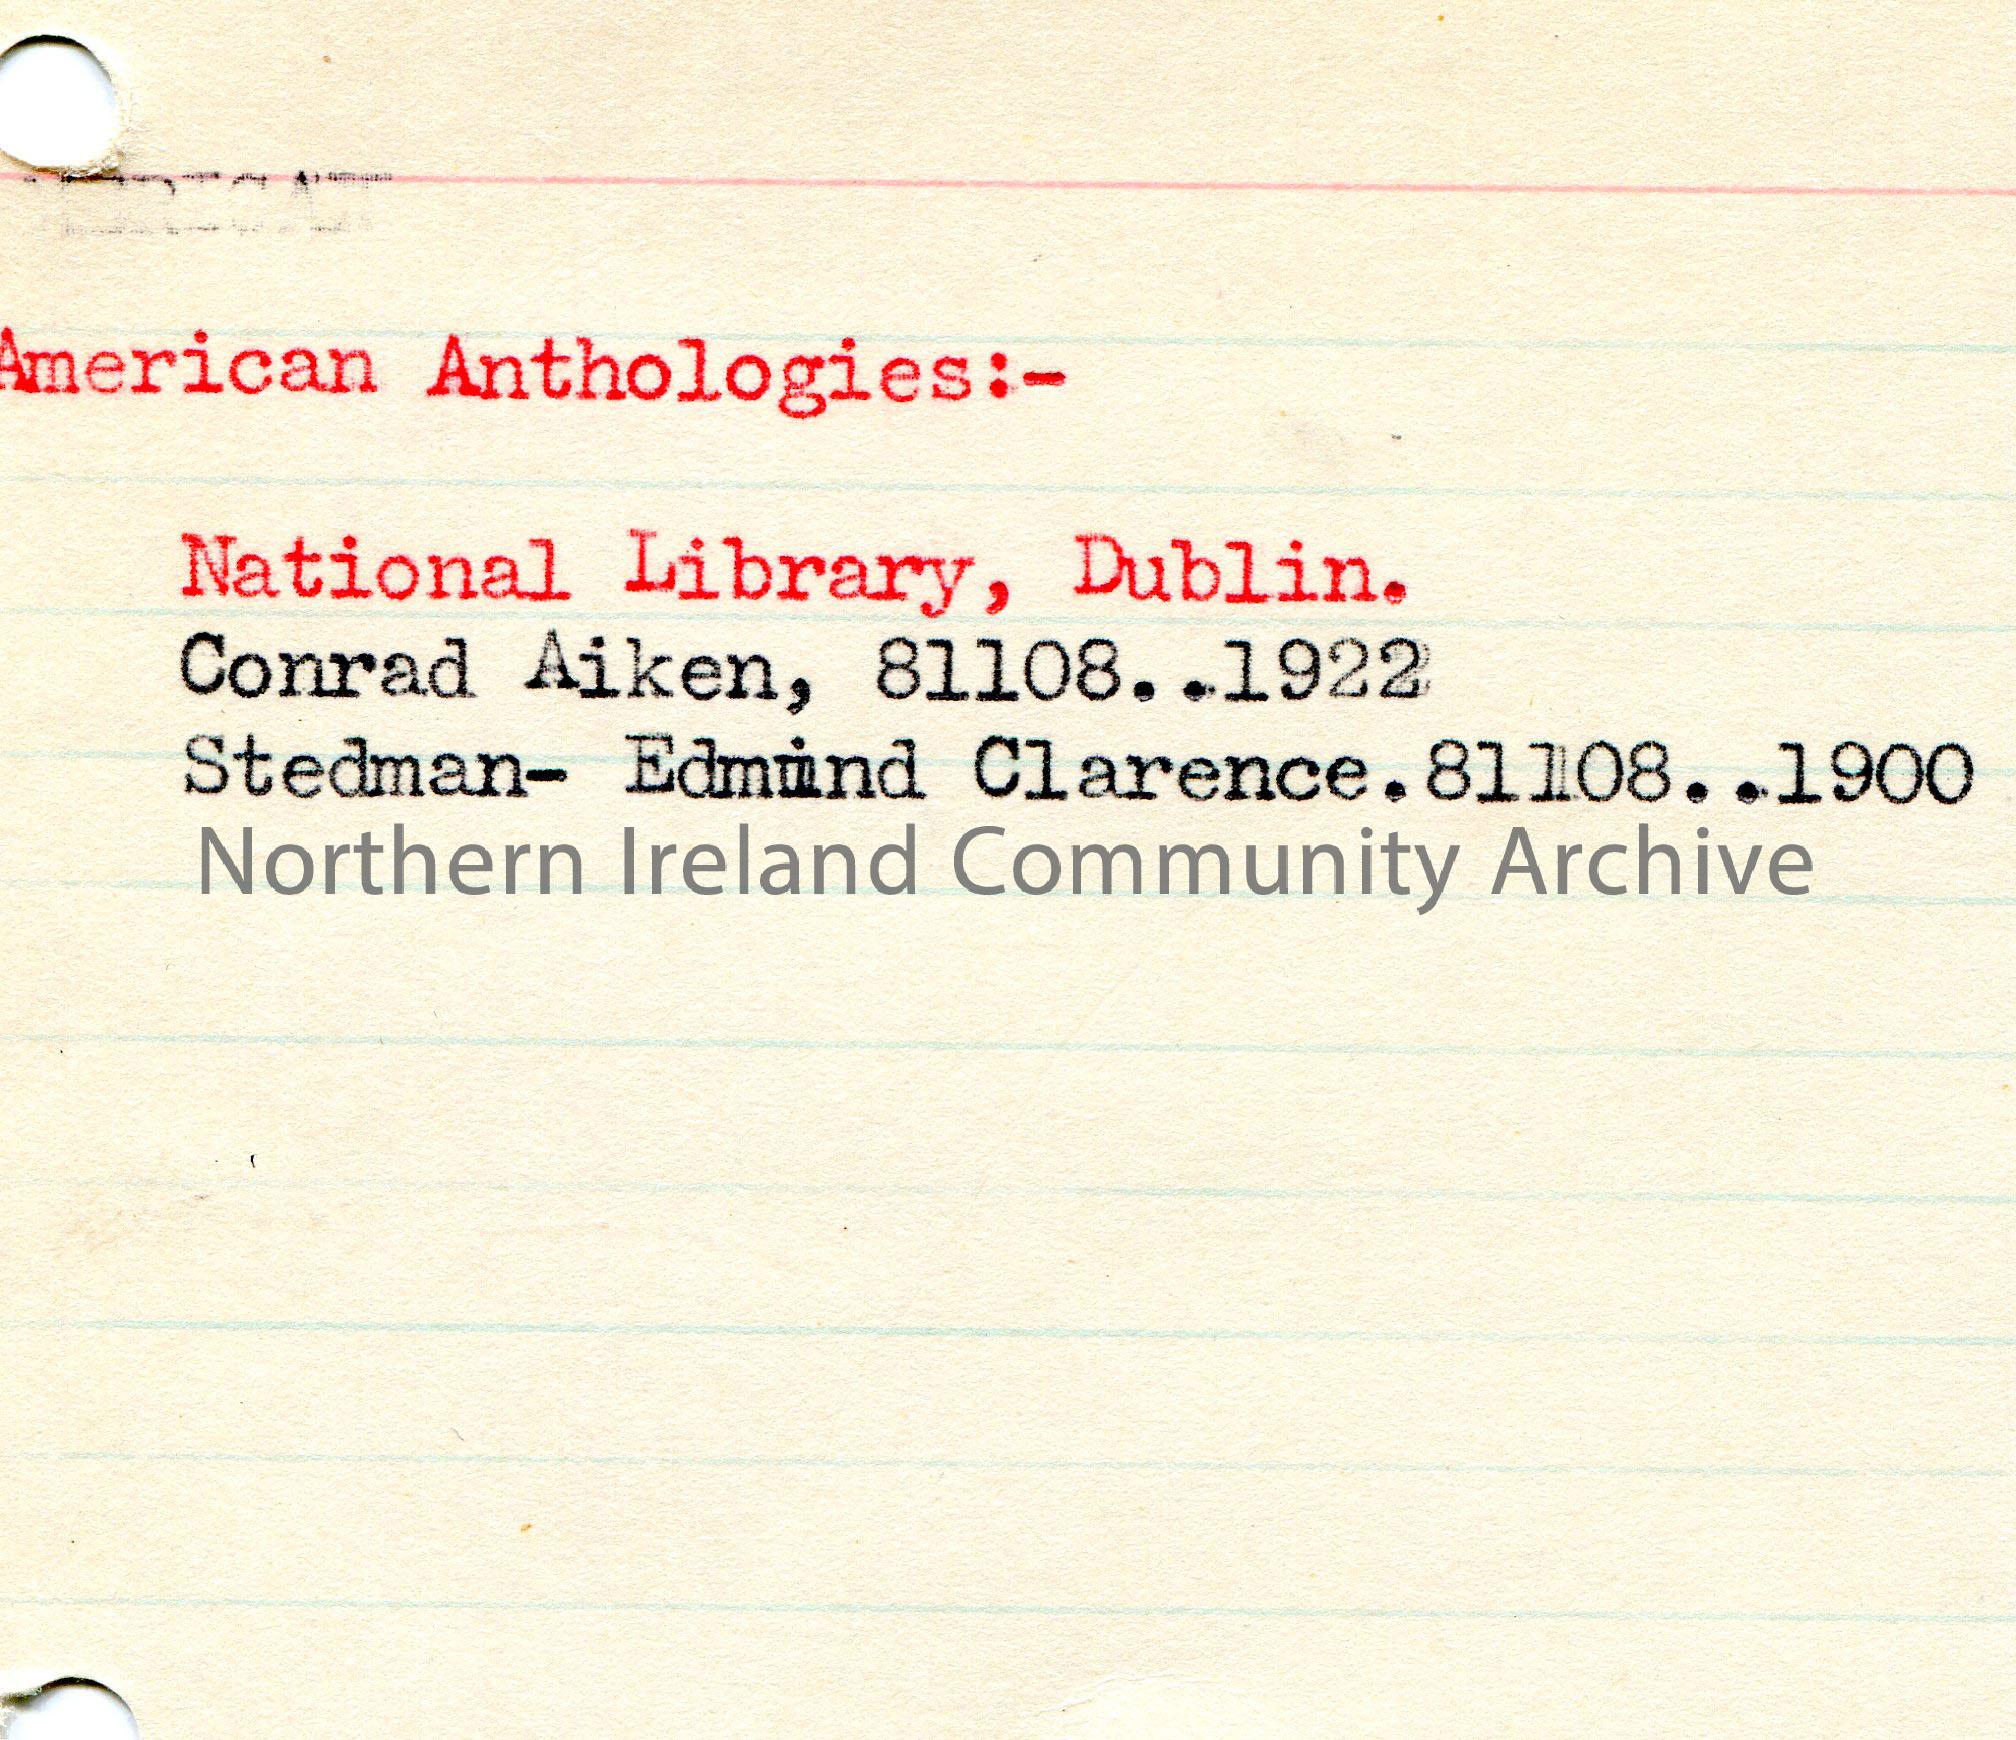 American Anthologies:-
National Library, Dublin.
Conrad Aiken, 81108..1922
Stedman- Edmund Clarence.81108..1900
Northern Ireland Community Archive